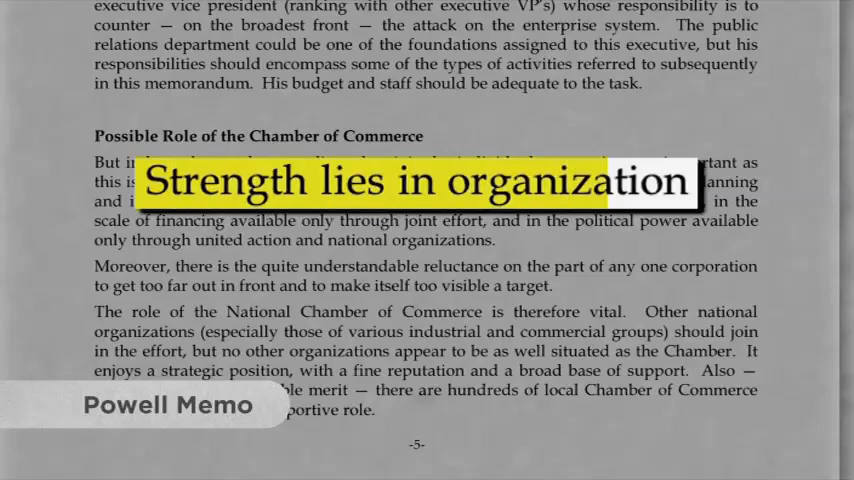 executive vice president (ranking with other executive VP's) whose responsibility is to
counter — on the broadest front — the attack on the enterprise system. The public
relations department could be one of the foundations assigned to this executive, but his
responsibilities should encompass some of the types of activities referred to subsequently
in this memorandum. His budget and staff should be adequate to the task.
Possible Role of the Chamber of Commerce
But
as
this is
Strength lies in organization
and
in the
scale of financing available only through joint effort, and in the political power available
only through united action and national organizations.
Moreover, there is the quite understandable reluctance on the part of any one corporation
to get too far out in front and to make itself too visible a target.
The role of the National Chamber of Commerce is therefore vital. Other national
organizations (especially those of various industrial and commercial groups) should join
in the effort, but no other organizations appear to be as well situated as the Chamber. It
enjoys a strategic position, with a fine reputation and a broad base of support. Also —
merit — there are hundreds of local Chamber of Commerce
Powell Memo
role.
-5-